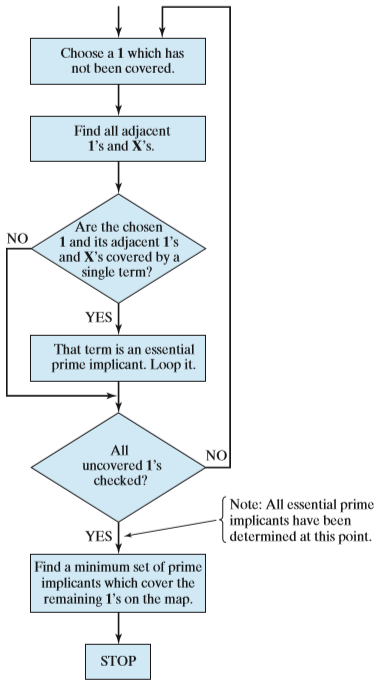 Choose a 1 which has
not been covered.
Find all adjacent
1's and X's.
Are the chosen
1 and its adjacent 1's
and X's covered by a
single term?
NO
YES
That term is an essential
prime implicant. Loop it.
All
uncovered 1's
checked?
NO
YES
Note: All essential prime
implicants have been
determined at this point.
Find a minimum set of prime
implicants which cover the
remaining 1's on the map.
STOP